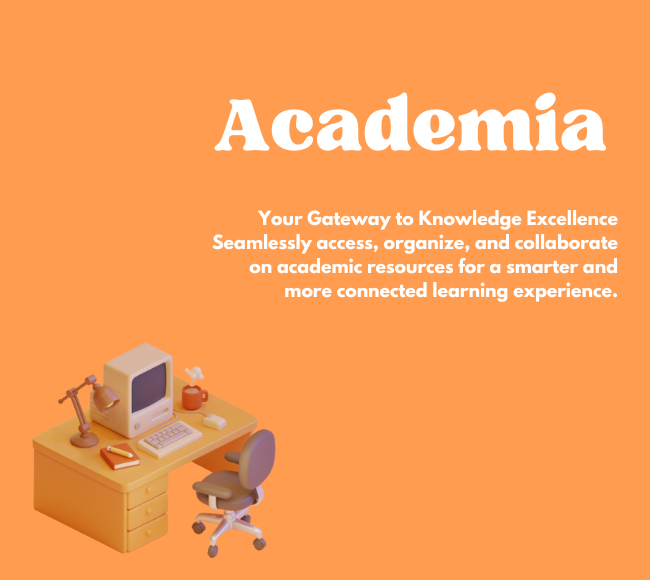 Academia
Your Gateway to Knowledge Excellence
Seamlessly access, organize, and collaborate
on academic resources for a smarter and
more connected learning experience.